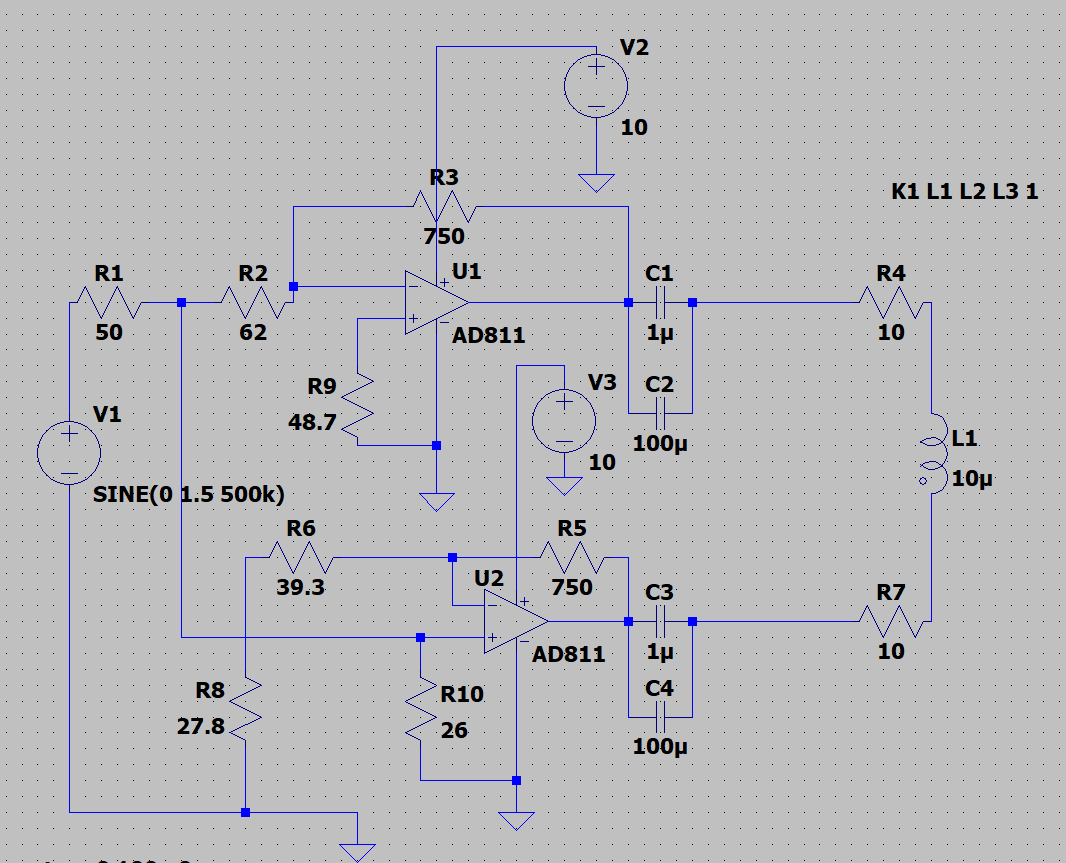 V2
10
R3
750
K1 L1 L2 L3 1
R1
50
R2
62
U1
AD811
C1
1µ
R4
10
R9
48.7
V3
10
C2
100µ
V1
SINE(0 1.5 500k)
L1
10µ
R6
39.3
R5
750
U2
AD811
C3
1µ
R7
10
R8
27.8
R10
26
C4
100µ